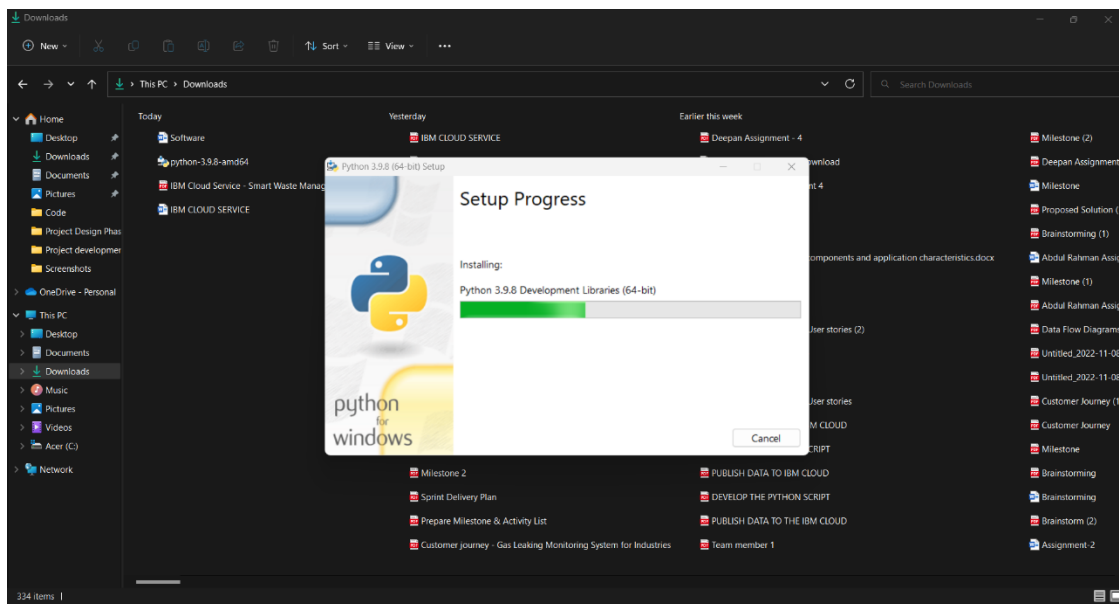 Downloads
New
Sort
View
This PC > Downloads
Search Downloads
Home
Desktop
Downloads
Documents
Pictures
Code
Project Design Phas
Project developmer
Screenshots
OneDrive - Personal
This PC
Desktop
Documents
Downloads
Music
Pictures
Videos
Acer (C:)
Network
Today
Software
python-3.9.8-amd64
IBM Cloud Service - Smart Waste Manag
IBM CLOUD SERVICE
Yesterday
IBM CLOUD SERVICE
Milestone 2
Sprint Delivery Plan
Prepare Milestone & Activity List
Customer journey - Gas Leaking Monitoring System for Industries
Python 3.9.8 (64-bit) Setup
Setup Progress
Installing:
Python 3.9.8 Development Libraries (64-bit)
python
for
windows
Cancel
Earlier this week
Deepan Assignment - 4
wnload
nt 4
omponents and application characteristics.docx
Jser stories (2)
Jser stories
M CLOUD
CRIPT
PUBLISH DATA TO IBM CLOUD
DEVELOP THE PYTHON SCRIPT
PUBLISH DATA TO THE IBM CLOUD
Team member 1
Milestone (2)
Deepan Assignment
Milestone
Proposed Solution (
Brainstorming (1)
Abdul Rahman Assig
Milestone (1)
Abdul Rahman Assig
Data Flow Diagrams
Untitled_2022-11-08
Untitled_2022-11-08
Customer Journey (1
Customer Journey
Milestone
Brainstorming
Brainstorming
Brainstorm (2)
Assignment-2
334 items